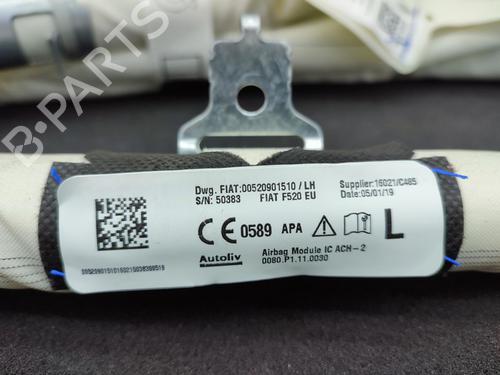 B-PARTS
Dwg. FIAT:00520901510/LH
Supplier:16021/C485
S/N: 50383 FIAT F520 EU
Date:05/01/19
CE 0589 APA
L
Autoliv
Airbag Module IC ACH-2
0080.P1.11.0030